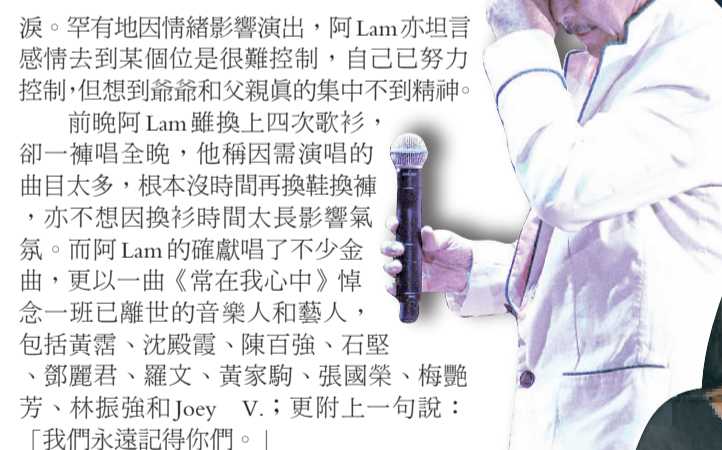 淚。罕有地因情緒影響演出，阿Lam亦坦言
感情去到某個位是很難控制，自己已努力
控制，但想到爺爺和父親真的集中不到精神。
前晚阿Lam雖換上四次歌衫，
卻一褲唱全晚，他稱因需演唱的
曲目太多，根本沒時間再換鞋換褲
，亦不想因換衫時間太長影響氣
氛。而阿Lam的確獻唱了不少金
曲，更以一曲《常在我心中》悼
念一班已離世的音樂人和藝人，
包括黃霑、沈殿霞、陳百強、石堅
、鄧麗君、羅文、黃家駒、張國榮、梅艷
芳、林振強和Joey V.；更附上一句說：
「我們永遠記得你們。」